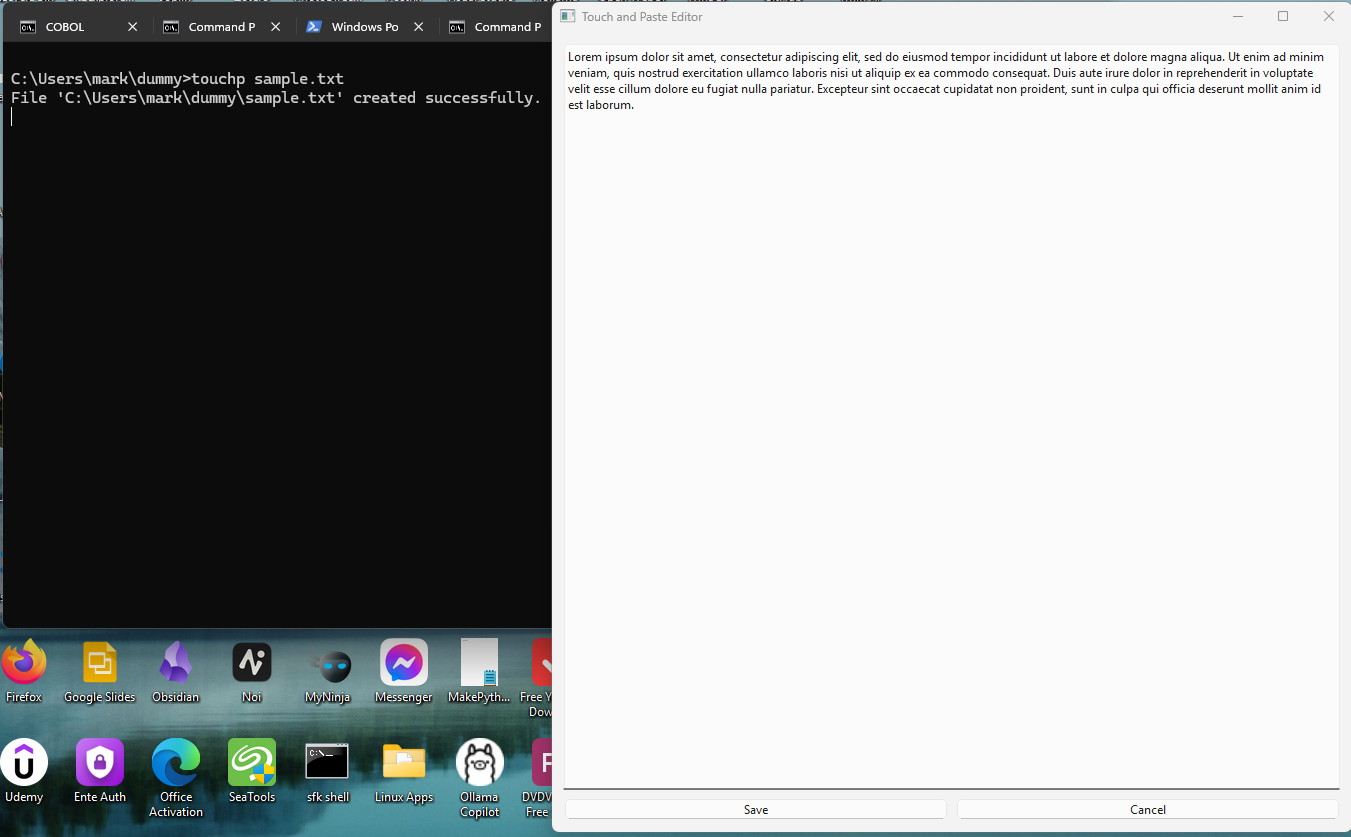 COBOL
Command P
Windows Po
Command P
C:\Users\mark\dummy>touchp sample.txt
File 'C:\Users\mark\dummy\sample.txt' created successfully.
Touch and Paste Editor
Lorem ipsum dolor sit amet, consectetur adipiscing elit, sed do eiusmod tempor incididunt ut labore et dolore magna aliqua. Ut enim ad minim
veniam, quis nostrud exercitation ullamco laboris nisi ut aliquip ex ea commodo consequat. Duis aute irure dolor in reprehenderit in voluptate
velit esse cillum dolore eu fugiat nulla pariatur. Excepteur sint occaecat cupidatat non proident, sunt in culpa qui officia deserunt mollit anim id
est laborum.
Save
Cancel
Firefox
Google Slides
Obsidian
Noi
MyNinja
Messenger
MakePyth...
Free Y
Dow
Udemy
Ente Auth
Office
Activation
SeaTools
sfk shell
Linux Apps
Ollama
Copilot
DVDV
Free